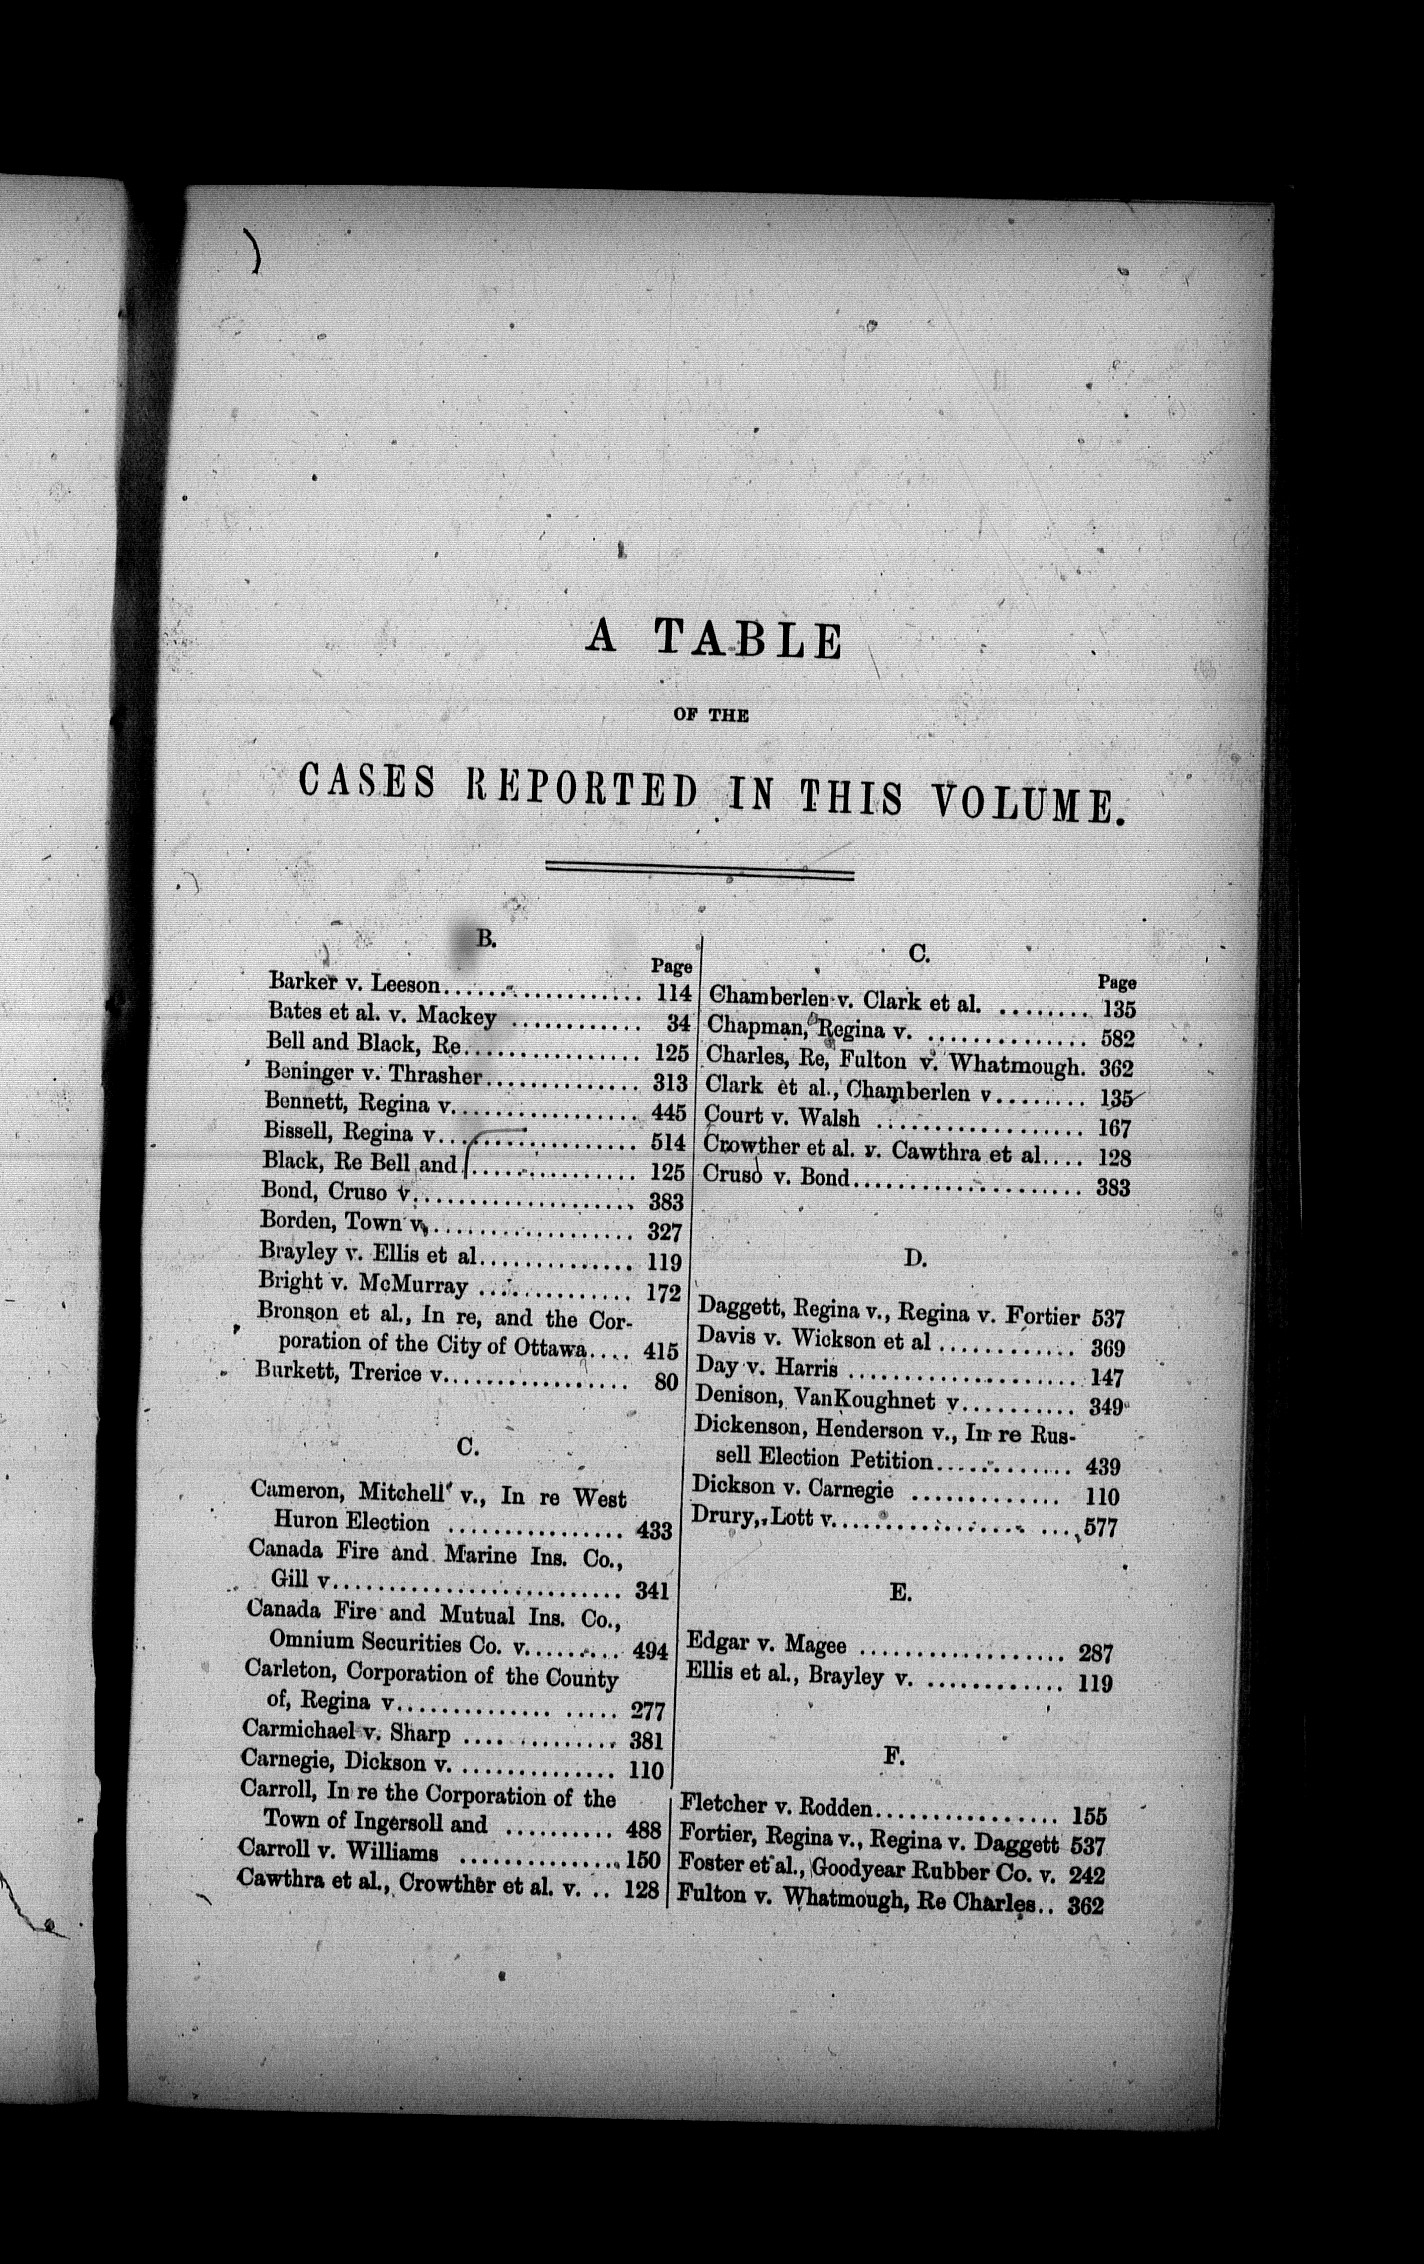 A TABLE
OF THE
CASES REPORTED IN THIS VOLUME.
B.
Page
Barker v. Leeson.................... 114
Bates et al. v. Mackey ............ 34
Bell and Black, Re................ 125
Beninger v. Thrasher.............. 313
Bennett, Regina v................. 445
Bissell, Regina v.................. 514
Black, Re Bell and ............... 125
Bond, Cruso v.................... 383
Borden, Town v................... 327
Brayley v. Ellis et al.............. 119
Bright v. McMurray .............. 172
Bronson et al., In re, and the Cor-
poration of the City of Ottawa.... 415
Burkett, Trerice v................. 80
C.
Cameron, Mitchell v., In re West
Huron Election ................ 433
Canada Fire and Marine Ins. Co.,
Gill v.......................... 341
Canada Fire and Mutual Ins. Co.,
Omnium Securities Co. v......... 494
Carleton, Corporation of the County
of, Regina v.............. ..... 277
Carmichael v. Sharp .............. 381
Carnegie, Dickson v. .............. 110
Carroll, In re the Corporation of the
Town of Ingersoll and .......... 488
Carroll v. Williams ............... 150
Cawthra et al., Crowther et al. v. .. 128
C.
Page
Chamberlen v. Clark et al. ........ 135
Chapman, Regina v. .............. 582
Charles, Re, Fulton v. Whatmough. 362
Clark et al., Chamberlen v........ 135
Court v. Walsh .................. 167
Crowther et al. v. Cawthra et al.... 128
Cruso v. Bond.................... 383
D.
Daggett, Regina v., Regina v. Fortier 537
Davis v. Wickson et al ............ 369
Day v. Harris .................... 147
Denison, VanKoughnet v.......... 349
Dickenson, Henderson v., In re Rus-
sell Election Petition............ 439
Dickson v. Carnegie ............. 110
Drury, Lott v................. .... 577
E.
Edgar v. Magee .................. 287
Ellis et al., Brayley v. ............ 119
F.
Fletcher v. Rodden................ 155
Fortier, Regina v., Regina v. Daggett 537
Foster et al., Goodyear Rubber Co. v. 242
Fulton v. Whatmough, Re Charles.. 362